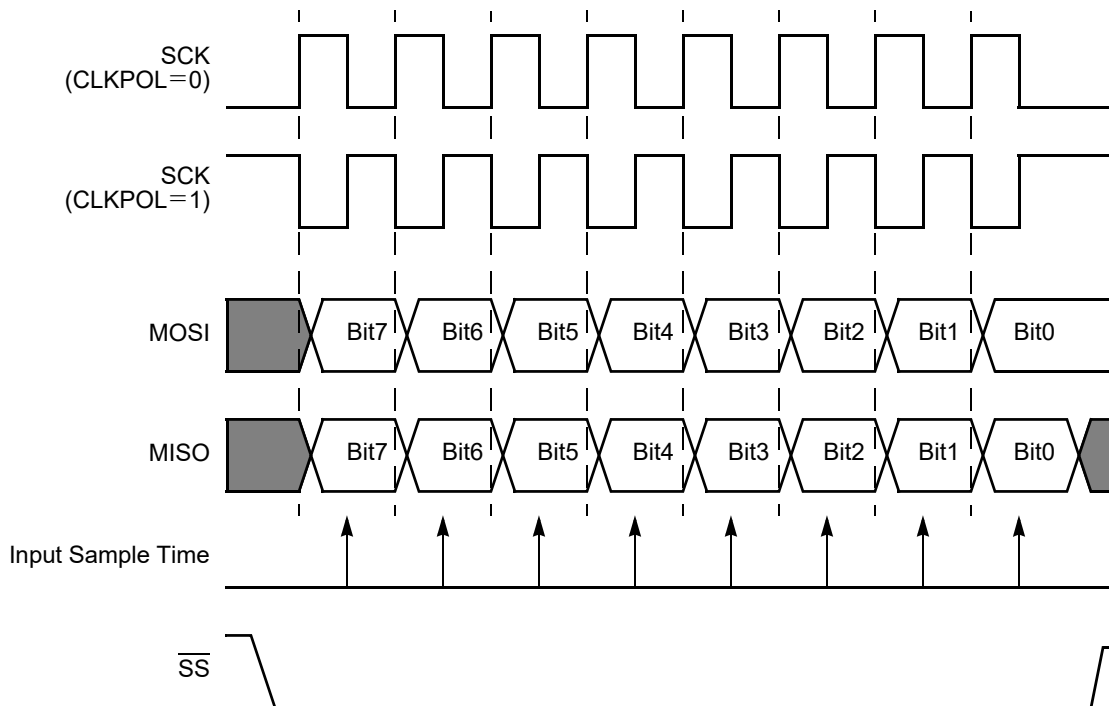 SCK
(CLKPOL=0)
SCK
(CLKPOL=1)
MOSI Bit7 Bit6 Bit5 Bit4 Bit3 Bit2 Bit1 Bit0
MISO Bit7 Bit6 Bit5 Bit4 Bit3 Bit2 Bit1 Bit0
Input Sample Time
SS